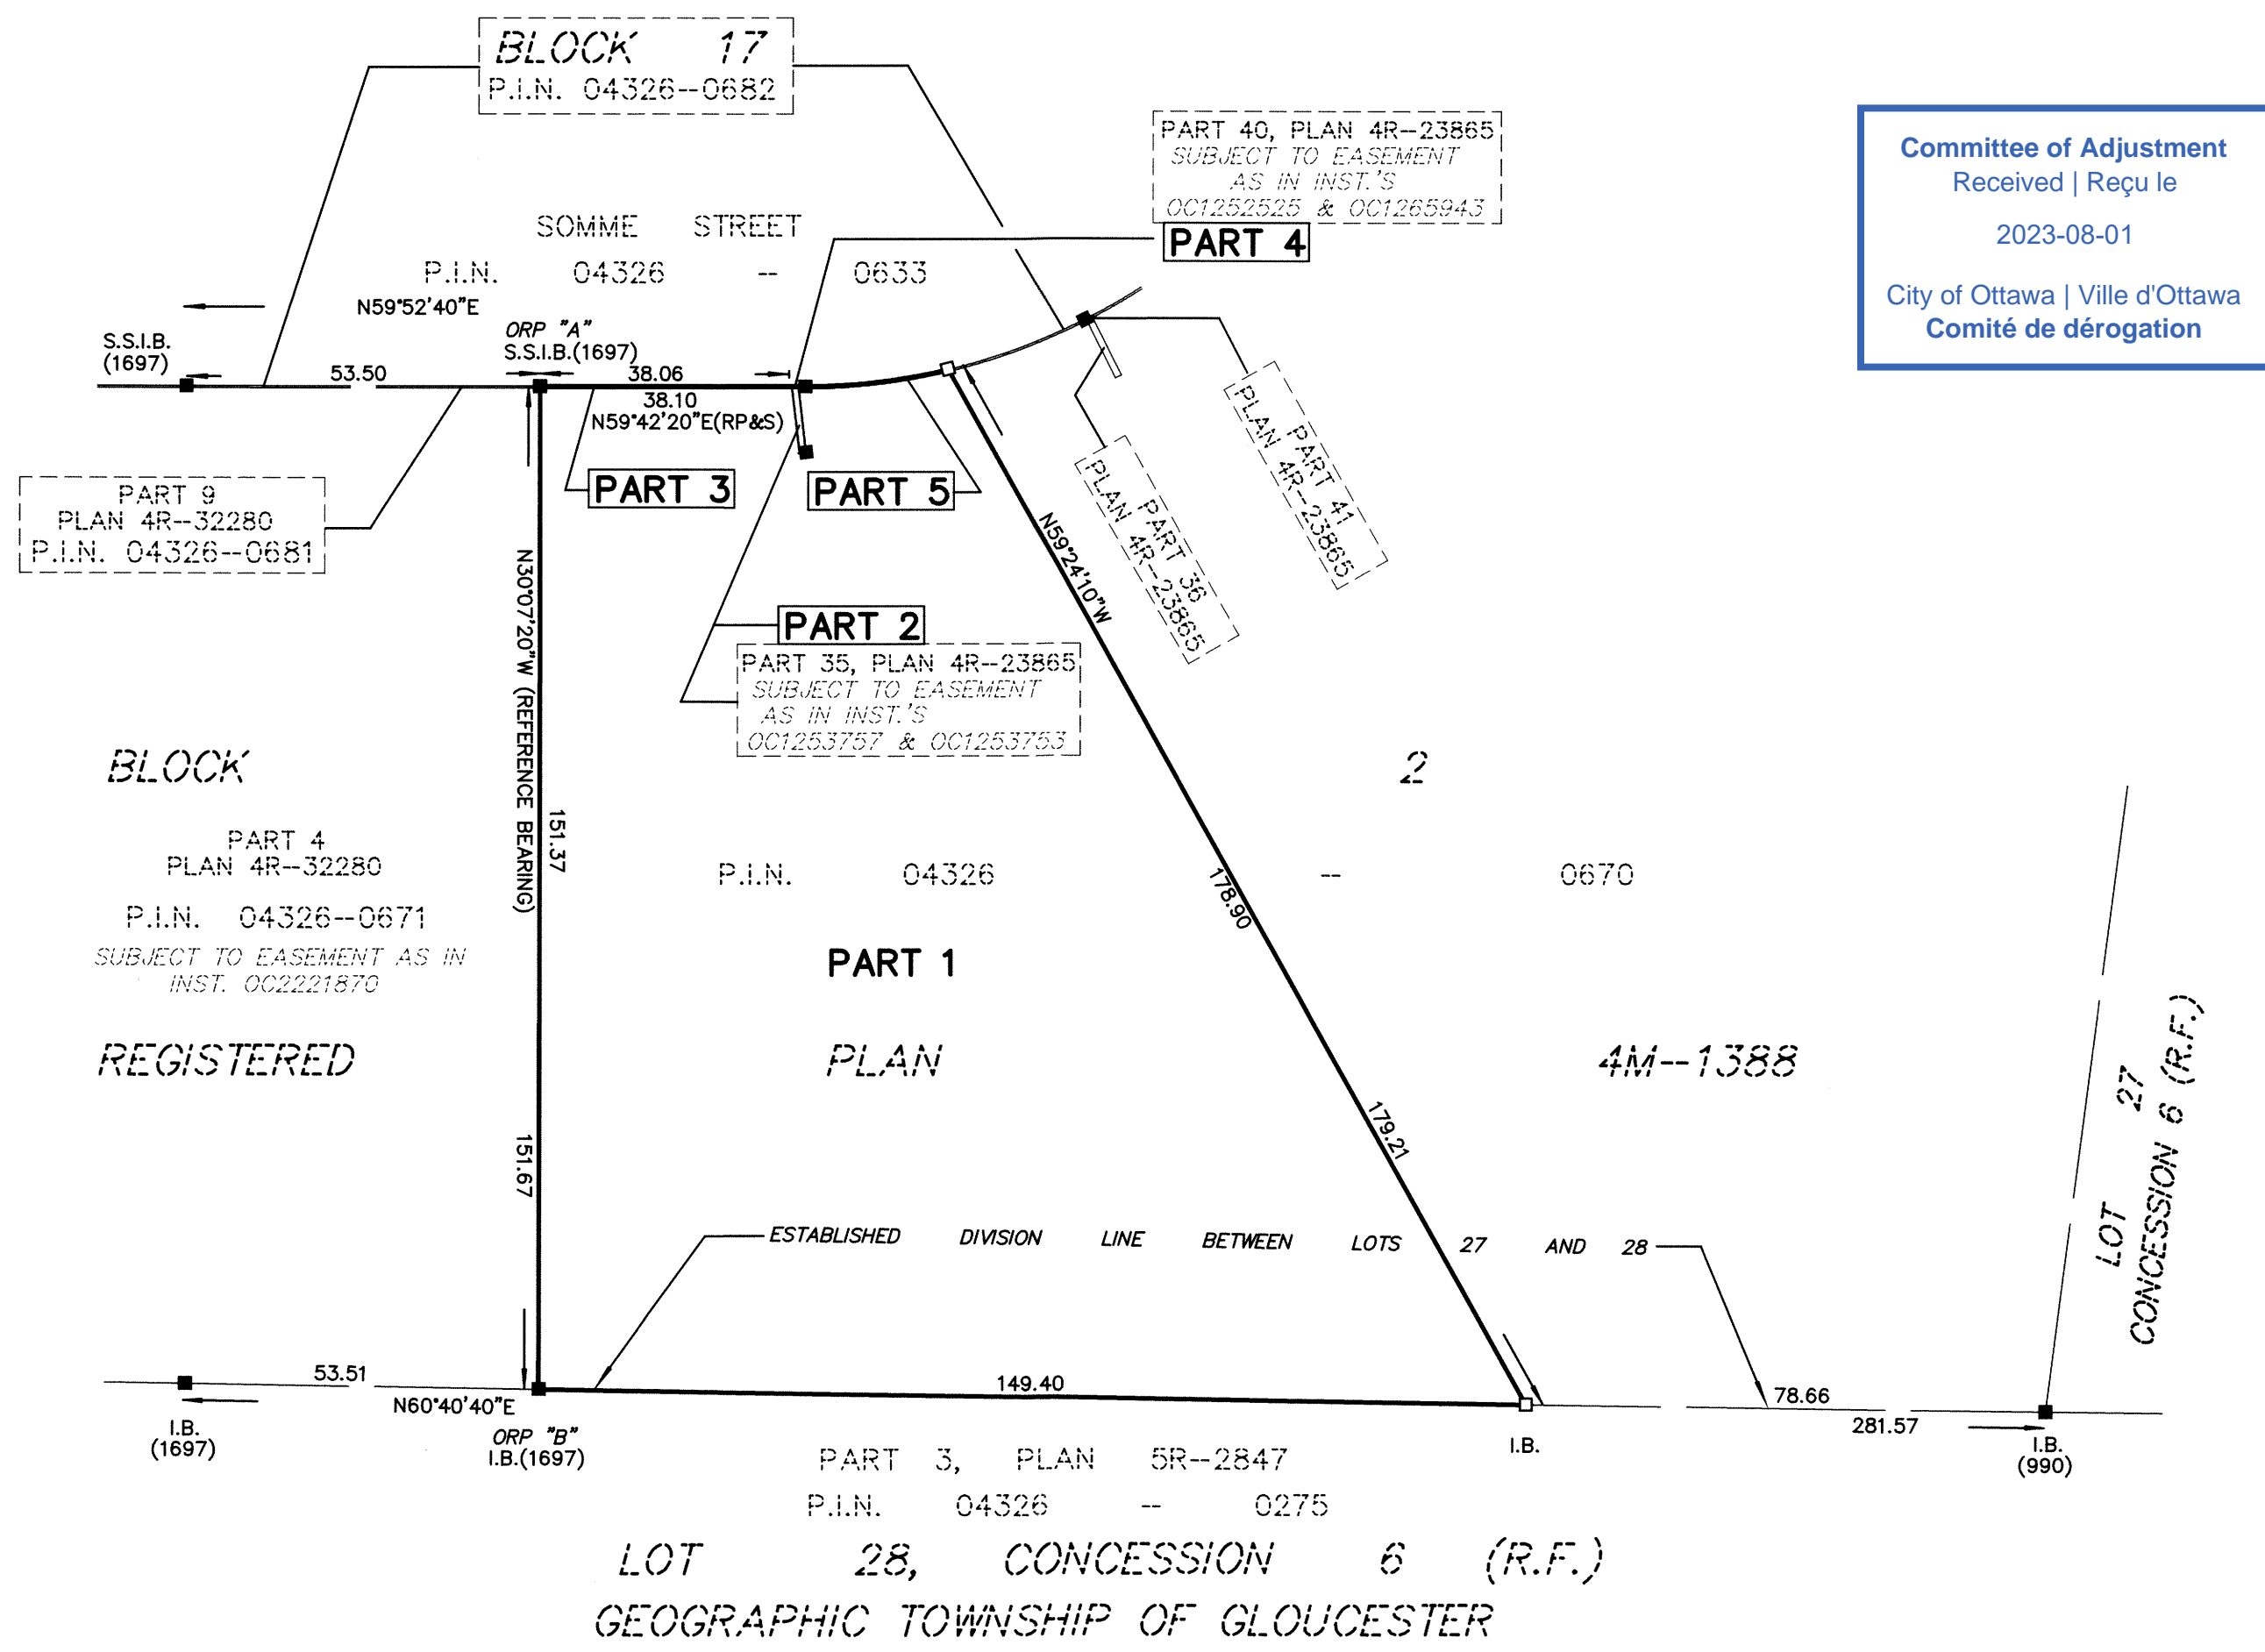 BLOCK 17
P.I.N. 04326--0682
PART 40, PLAN 4R--23865
SUBJECT TO EASEMENT
AS IN INST.'S
OC1252525 & OC1265943
PART 4
Committee of Adjustment
Received | Reçu le
2023-08-01
City of Ottawa | Ville d'Ottawa
Comité de dérogation
SOMME STREET
P.I.N. 04326 -- 0633
N59°52'40"E
S.S.I.B.
(1697)
53.50
ORP "A"
S.S.I.B.(1697)
38.06
38.10
N59°42'20"E(RP&S)
PART 3
PART 5
PART 9
PLAN 4R--32280
P.I.N. 04326--0681
PART 41
PLAN 4R--23865
PART 36
PLAN 4R--23865
N59°24'10"W
N30°07'20"W (REFERENCE BEARING)
PART 2
PART 35, PLAN 4R--23865
SUBJECT TO EASEMENT
AS IN INST.'S
OC1253757 & OC1253753
BLOCK 2
151.37
PART 4
PLAN 4R--32280
P.I.N. 04326--0671
SUBJECT TO EASEMENT AS IN
INST. OC2221870
P.I.N. 04326 -- 0670
178.90
PART 1
REGISTERED PLAN 4M--1388
179.21
151.67
LOT 27
CONCESSION 6 (R.F.)
ESTABLISHED DIVISION LINE BETWEEN LOTS 27 AND 28
53.51
N60°40'40"E
149.40
78.66
281.57
I.B.
(1697)
ORP "B"
I.B.(1697)
I.B.
I.B.
(990)
PART 3, PLAN 5R--2847
P.I.N. 04326 -- 0275
LOT 28, CONCESSION 6 (R.F.)
GEOGRAPHIC TOWNSHIP OF GLOUCESTER